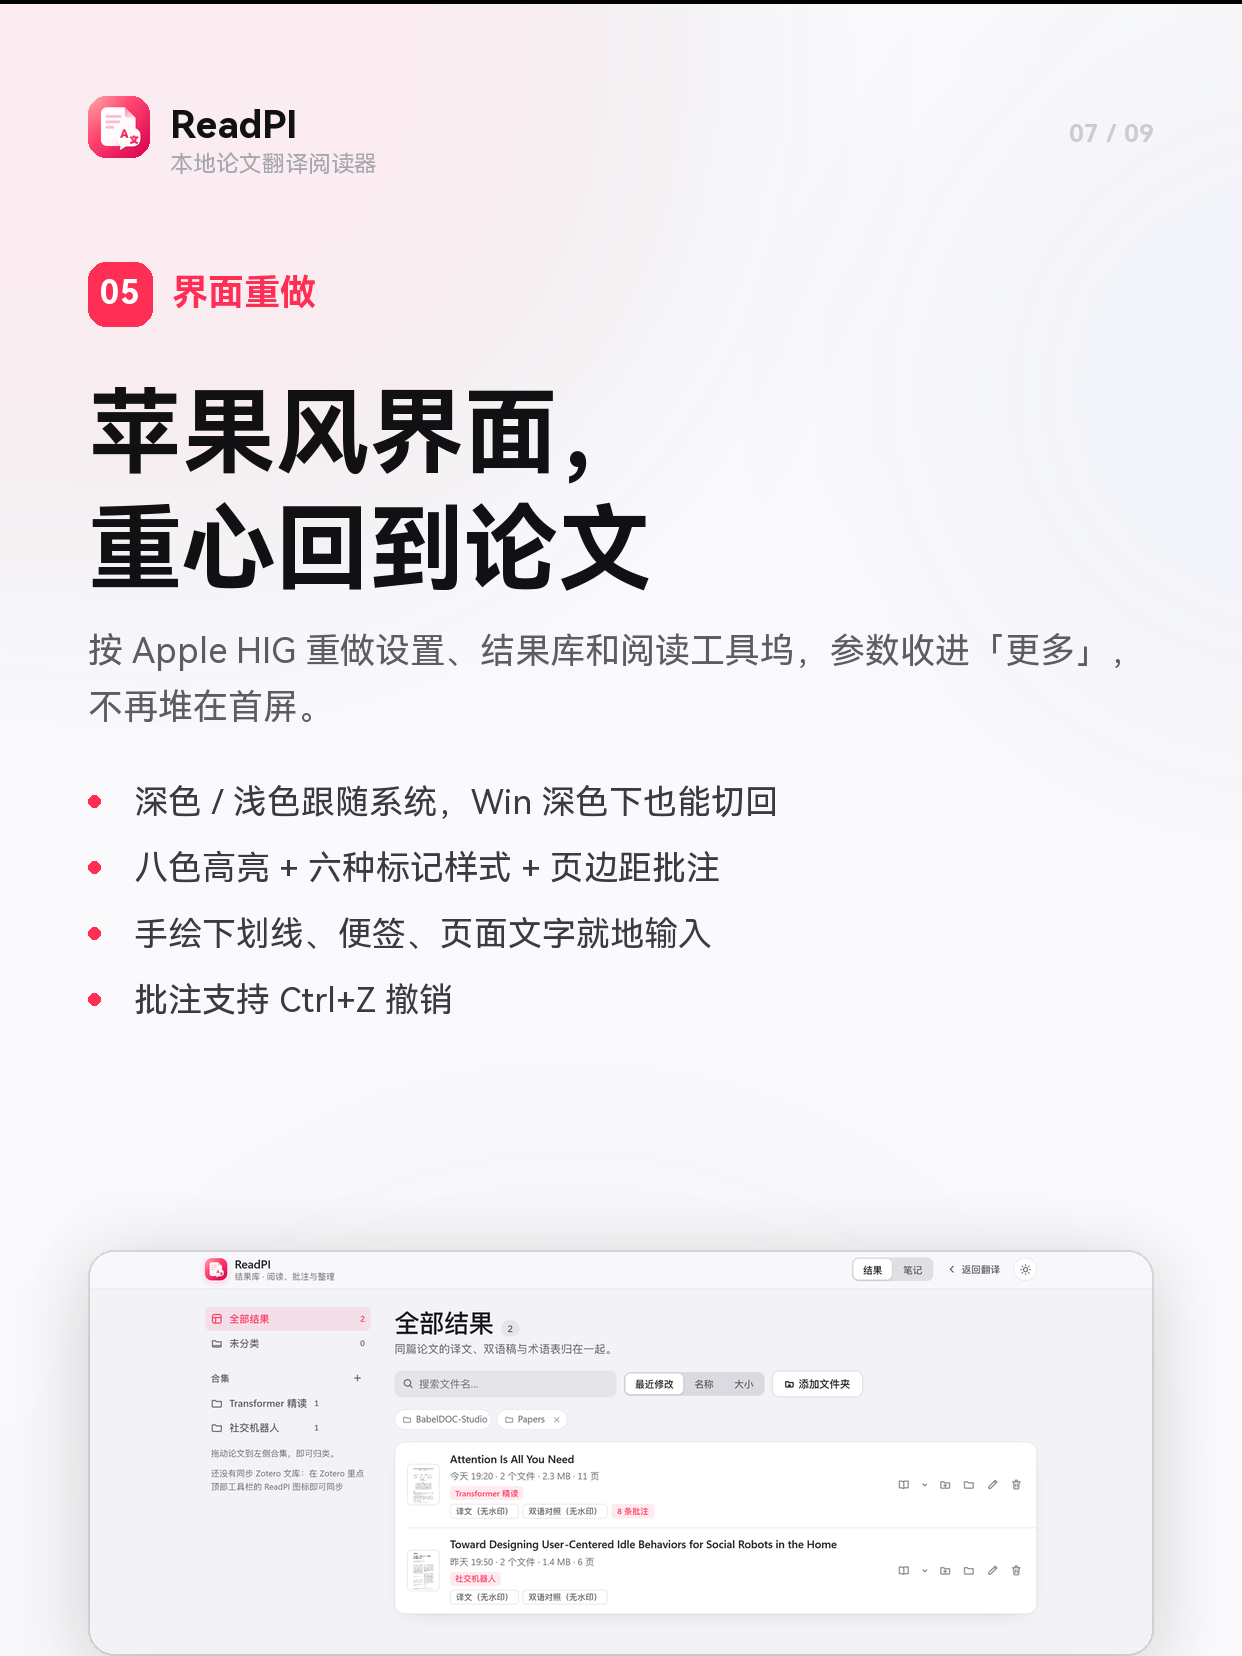 ReadPI
本地论文翻译阅读器
07 / 09
05 界面重做
苹果风界面，
重心回到论文
按 Apple HIG 重做设置、结果库和阅读工具坞，参数收进「更多」，
不再堆在首屏。
深色 / 浅色跟随系统，Win 深色下也能切回
八色高亮 + 六种标记样式 + 页边距批注
手绘下划线、便签、页面文字就地输入
批注支持 Ctrl+Z 撤销
ReadPI
结果库 · 阅读、批注与整理
结果 笔记 返回翻译
全部结果 2
未分类 0
合集 +
Transformer 精读 1
社交机器人 1
拖动论文到左侧合集，即可归类。
还没有同步 Zotero 文库：在 Zotero 里点
顶部工具栏的 ReadPI 图标即可同步
全部结果 2
同篇论文的译文、双语稿与术语表归在一起。
搜索文件名... 最近修改 名称 大小 添加文件夹
BabelDOC-Studio Papers ×
Attention Is All You Need
今天 19:20 · 2 个文件 · 2.3 MB · 11 页
Transformer 精读
译文（无水印） 双语对照（无水印） 8 条批注
Toward Designing User-Centered Idle Behaviors for Social Robots in the Home
昨天 19:50 · 2 个文件 · 1.4 MB · 6 页
社交机器人
译文（无水印） 双语对照（无水印）